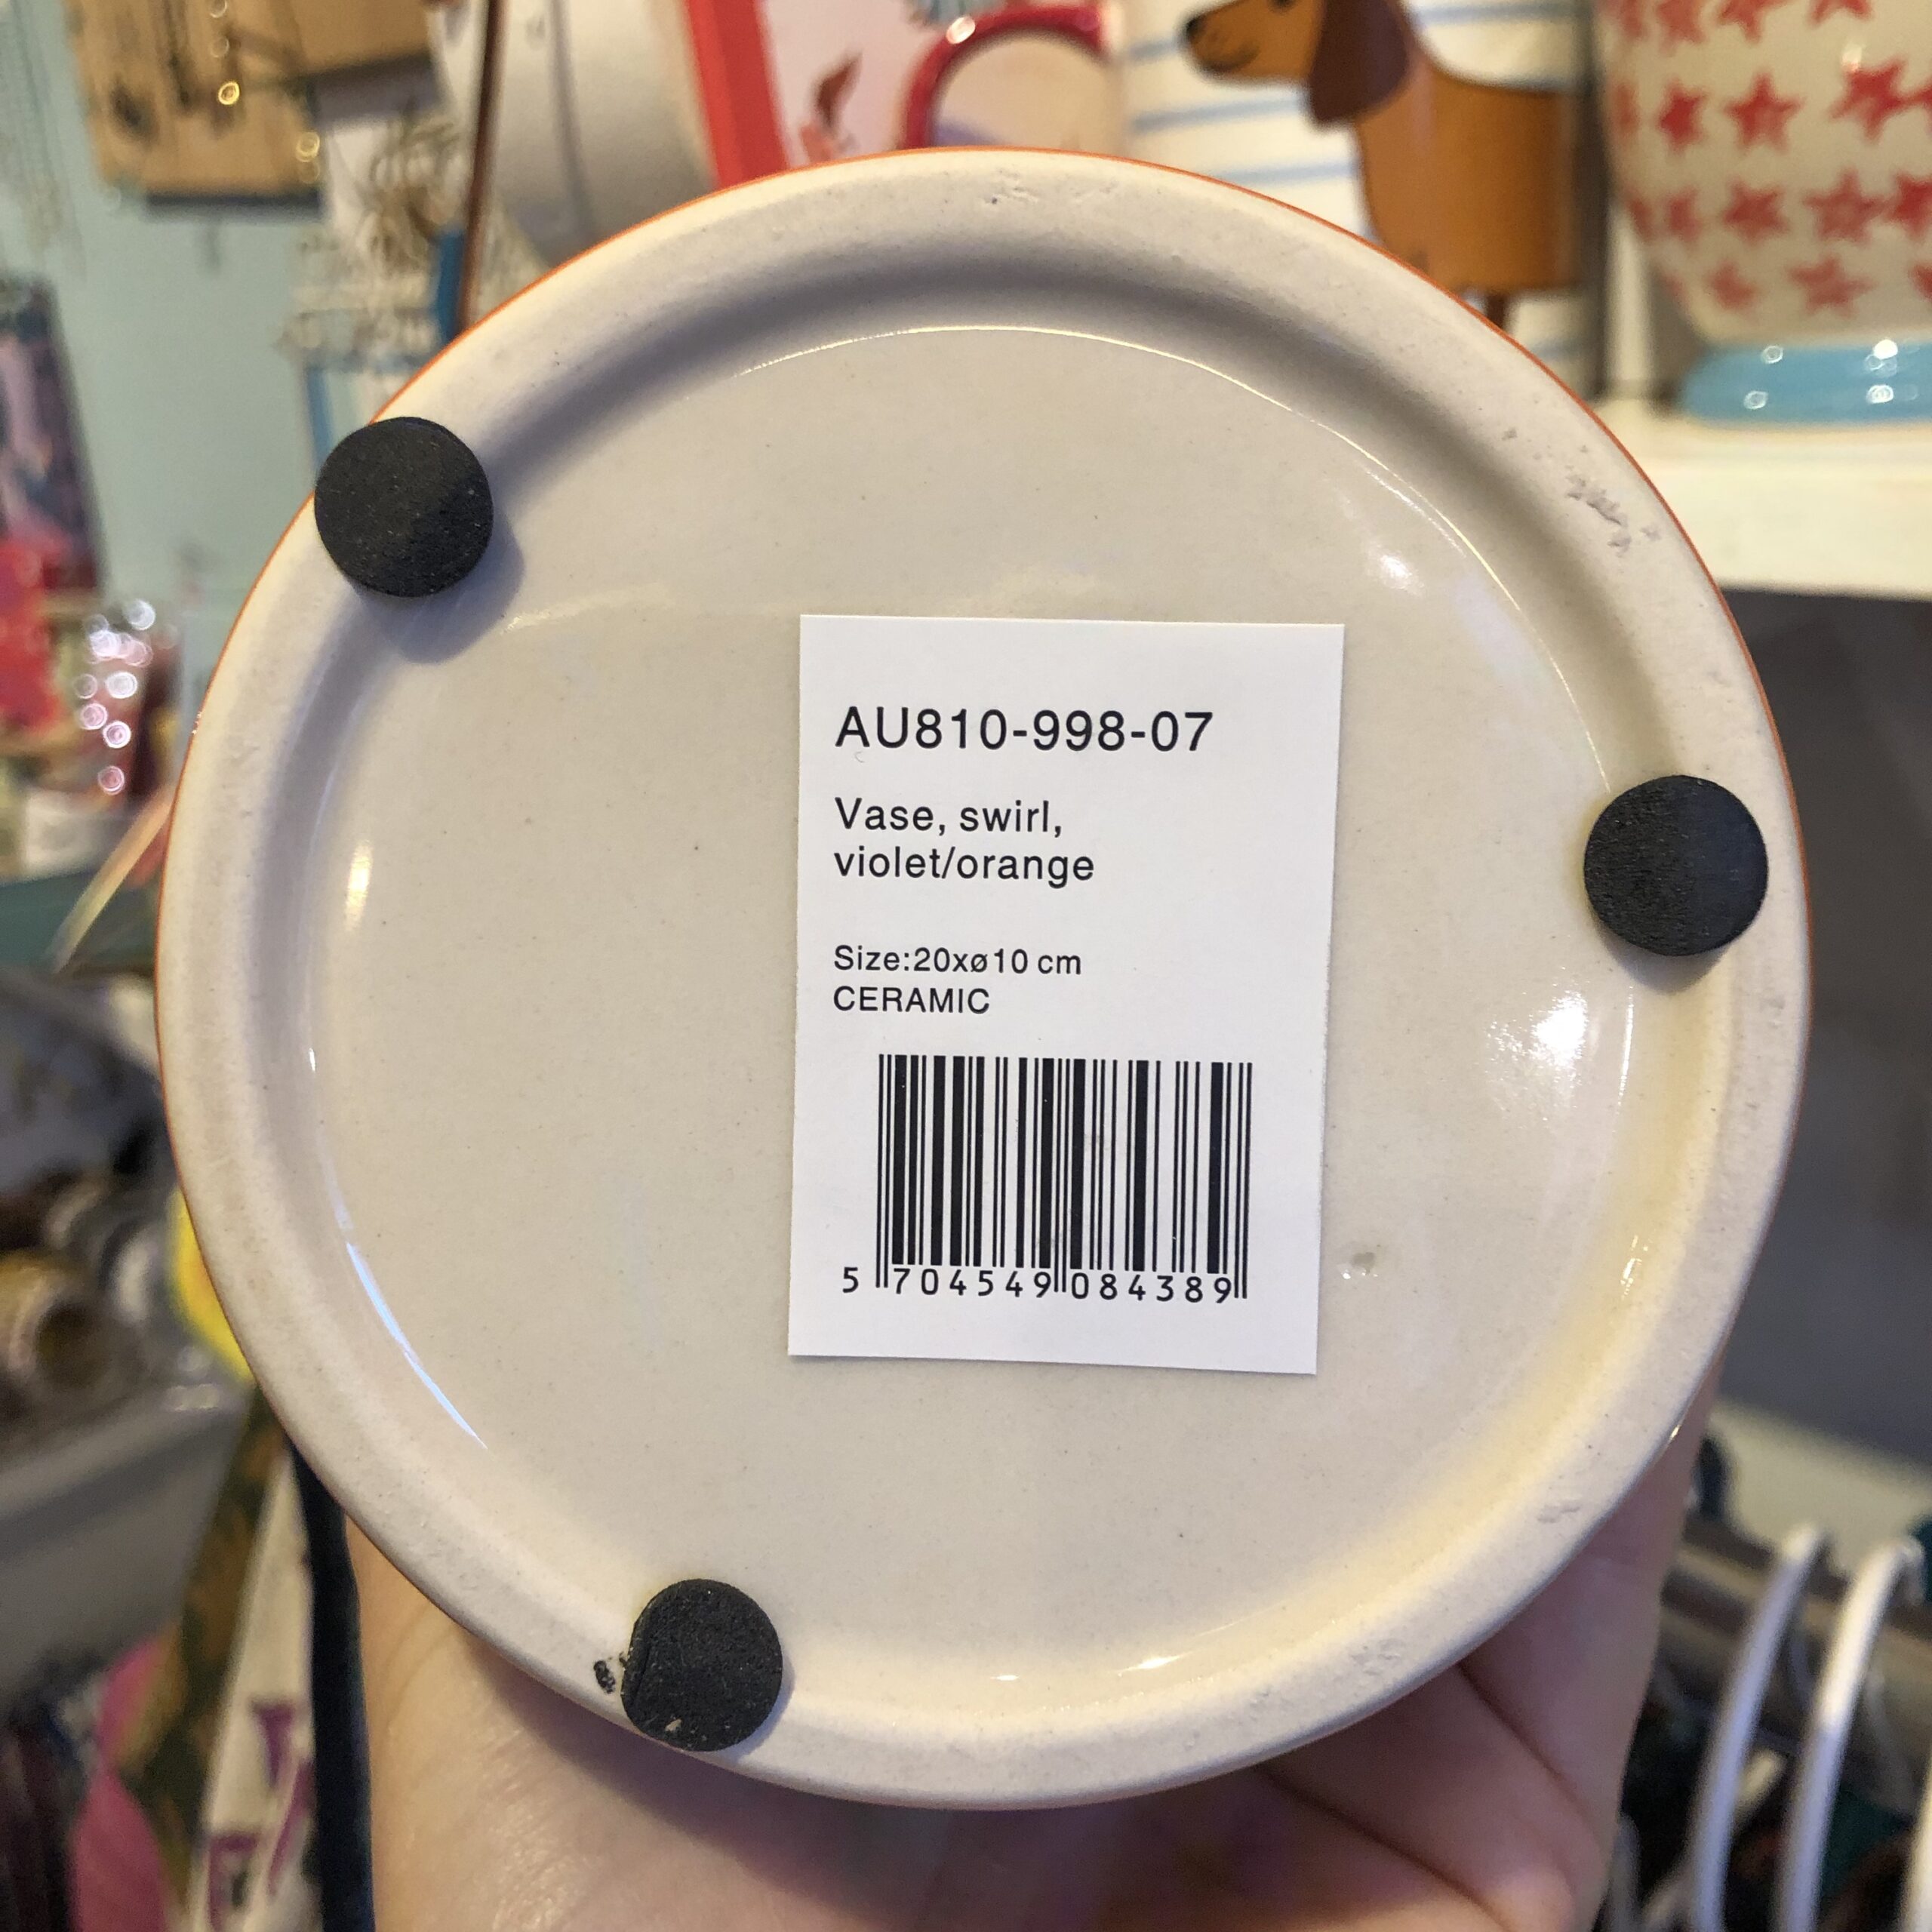 AU810-998-07
Vase, swirl,
violet/orange
Size:20xø10 cm
CERAMIC
5 704549 084389